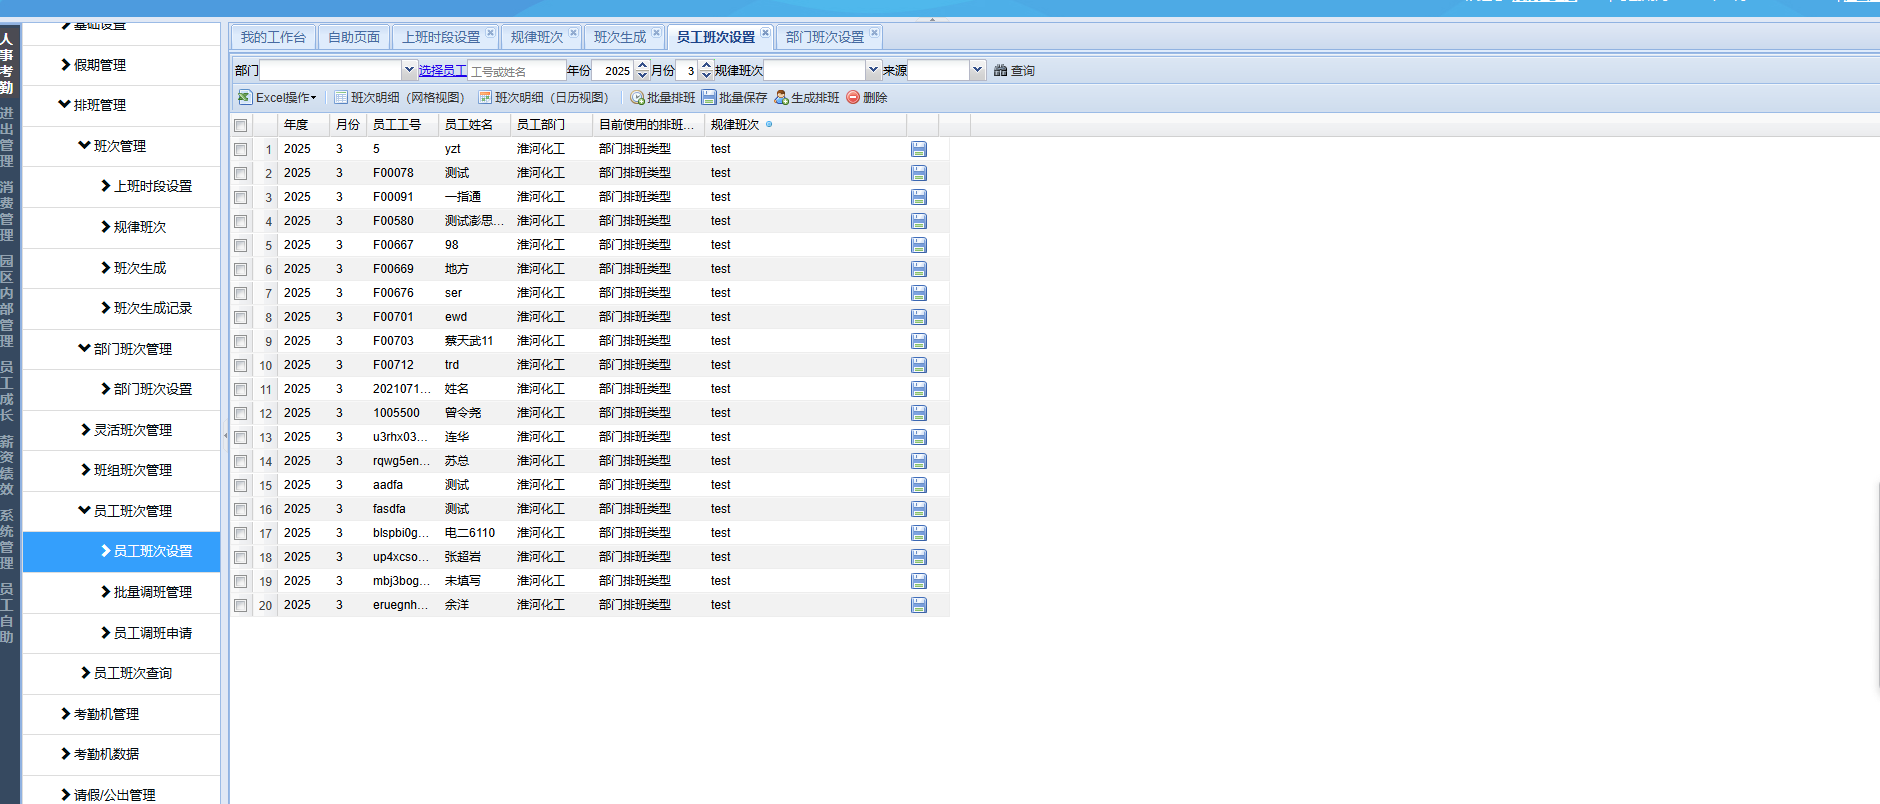 人事考勤
进出管理
消费管理
园区内部管理
员工成长
薪资绩效
系统管理
员工自助
基础设置
假期管理
排班管理
班次管理
上班时段设置
规律班次
班次生成
班次生成记录
部门班次管理
部门班次设置
灵活班次管理
班组班次管理
员工班次管理
员工班次设置
批量调班管理
员工调班申请
员工班次查询
考勤机管理
考勤机数据
请假/公出管理
我的工作台 自助页面 上班时段设置 规律班次 班次生成 员工班次设置 部门班次设置
部门 选择员工 工号或姓名 年份 2025 月份 3 规律班次 来源 查询
Excel操作 班次明细（网格视图） 班次明细（日历视图） 批量排班 批量保存 生成排班 删除
年度 月份 员工工号 员工姓名 员工部门 目前使用的排班... 规律班次
1 2025 3 5 yzt 淮河化工 部门排班类型 test
2 2025 3 F00078 测试 淮河化工 部门排班类型 test
3 2025 3 F00091 一指通 淮河化工 部门排班类型 test
4 2025 3 F00580 测试澎思... 淮河化工 部门排班类型 test
5 2025 3 F00667 98 淮河化工 部门排班类型 test
6 2025 3 F00669 地方 淮河化工 部门排班类型 test
7 2025 3 F00676 ser 淮河化工 部门排班类型 test
8 2025 3 F00701 ewd 淮河化工 部门排班类型 test
9 2025 3 F00703 蔡天武11 淮河化工 部门排班类型 test
10 2025 3 F00712 trd 淮河化工 部门排班类型 test
11 2025 3 2021071... 姓名 淮河化工 部门排班类型 test
12 2025 3 1005500 曾令尧 淮河化工 部门排班类型 test
13 2025 3 u3rhx03... 连华 淮河化工 部门排班类型 test
14 2025 3 rqwg5en... 苏总 淮河化工 部门排班类型 test
15 2025 3 aadfa 测试 淮河化工 部门排班类型 test
16 2025 3 fasdfa 测试 淮河化工 部门排班类型 test
17 2025 3 blspbi0g... 电二6110 淮河化工 部门排班类型 test
18 2025 3 up4xcso... 张超岩 淮河化工 部门排班类型 test
19 2025 3 mbj3bog... 未填写 淮河化工 部门排班类型 test
20 2025 3 eruegnh... 余洋 淮河化工 部门排班类型 test